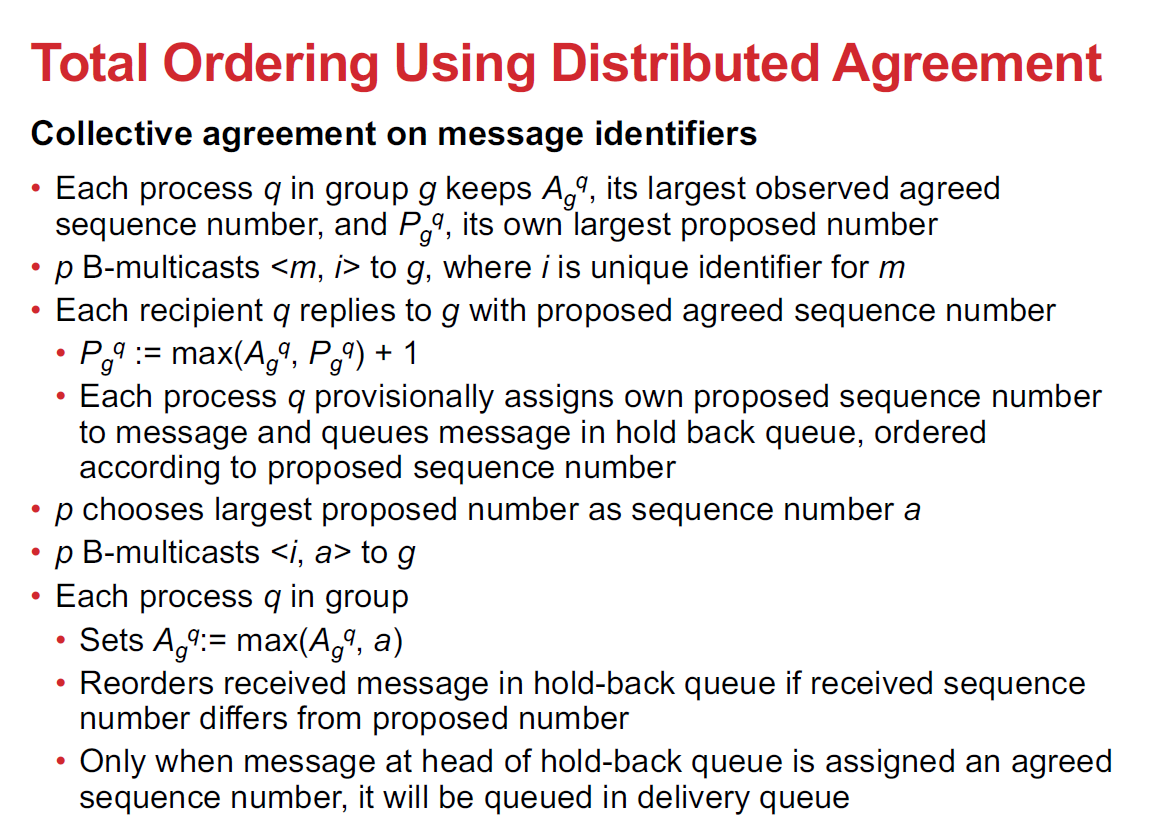 Total Ordering Using Distributed Agreement
Collective agreement on message identifiers
• Each process q in group g keeps A_g^q, its largest observed agreed
sequence number, and P_g^q, its own largest proposed number
• p B-multicasts <m, i> to g, where i is unique identifier for m
• Each recipient q replies to g with proposed agreed sequence number
• P_g^q := max(A_g^q, P_g^q) + 1
• Each process q provisionally assigns own proposed sequence number
to message and queues message in hold back queue, ordered
according to proposed sequence number
• p chooses largest proposed number as sequence number a
• p B-multicasts <i, a> to g
• Each process q in group
• Sets A_g^q:= max(A_g^q, a)
• Reorders received message in hold-back queue if received sequence
number differs from proposed number
• Only when message at head of hold-back queue is assigned an agreed
sequence number, it will be queued in delivery queue